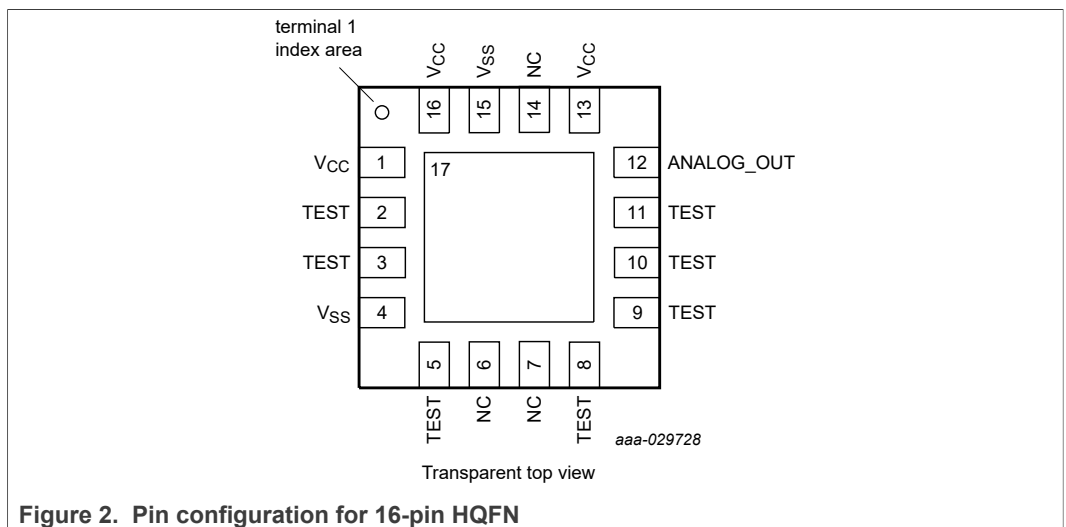 terminal 1
index area
VCC
VSS
NC
VCC
16
15
14
13
VCC
1
17
12
ANALOG_OUT
TEST
2
11
TEST
TEST
3
10
TEST
VSS
4
9
TEST
5
6
7
8
TEST
NC
NC
TEST
aaa-029728
Transparent top view
Figure 2. Pin configuration for 16-pin HQFN